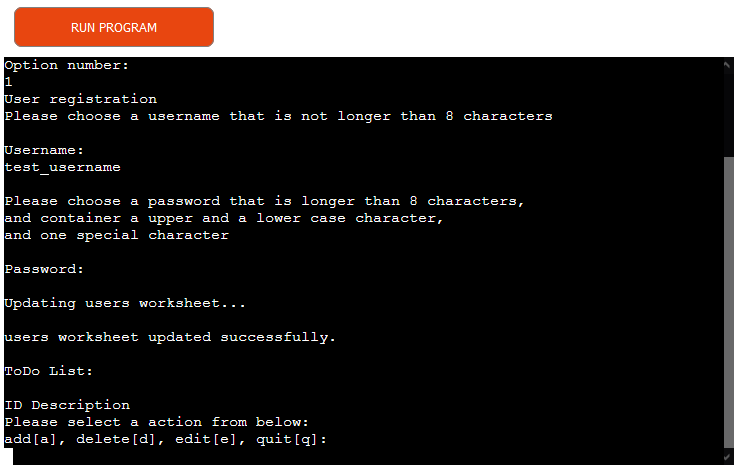 RUN PROGRAM
Option number:
1
User registration
Please choose a username that is not longer than 8 characters
Username:
test_username
Please choose a password that is longer than 8 characters,
and container a upper and a lower case character,
and one special character
Password:
Updating users worksheet...
users worksheet updated successfully.
ToDo List:
ID Description
Please select a action from below:
add[a], delete[d], edit[e], quit[q]: